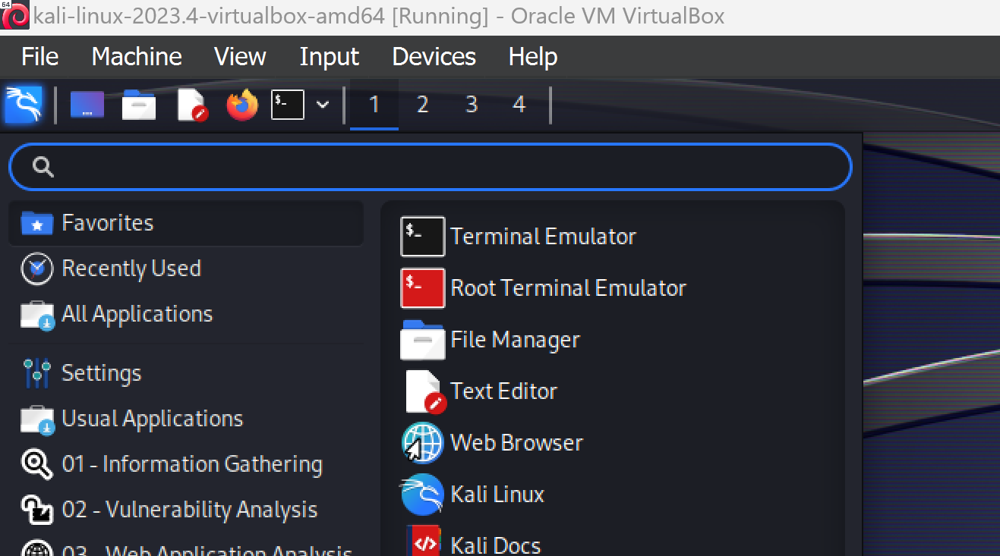 64
kali-linux-2023.4-virtualbox-amd64 [Running] - Oracle VM VirtualBox
File Machine View Input Devices Help
$_ 1 2 3 4
Favorites
Recently Used
All Applications
Settings
Usual Applications
01 - Information Gathering
02 - Vulnerability Analysis
03 - Web Application Analysis
$_ Terminal Emulator
$_ Root Terminal Emulator
File Manager
Text Editor
Web Browser
Kali Linux
</> Kali Docs